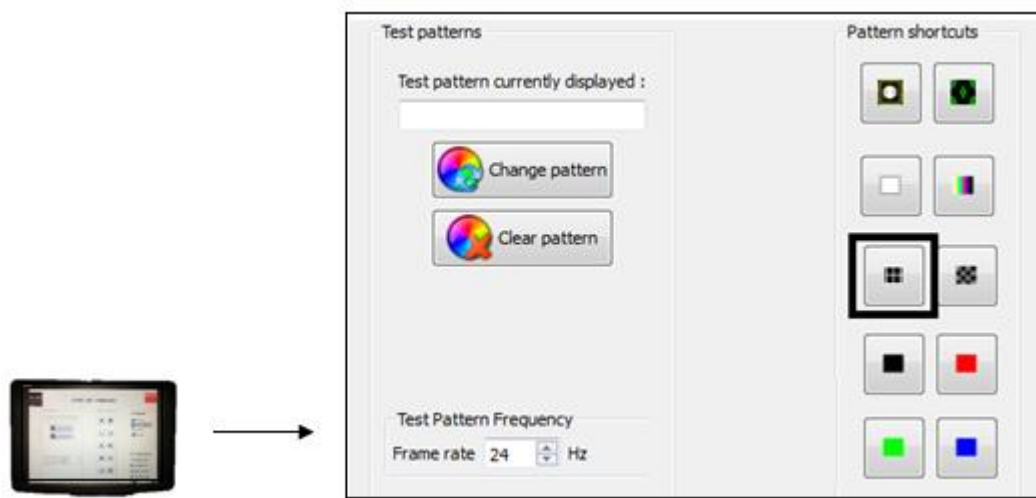 Test patterns
Pattern shortcuts
Test pattern currently displayed :
Change pattern
Clear pattern
Test Pattern Frequency
Frame rate 24 Hz